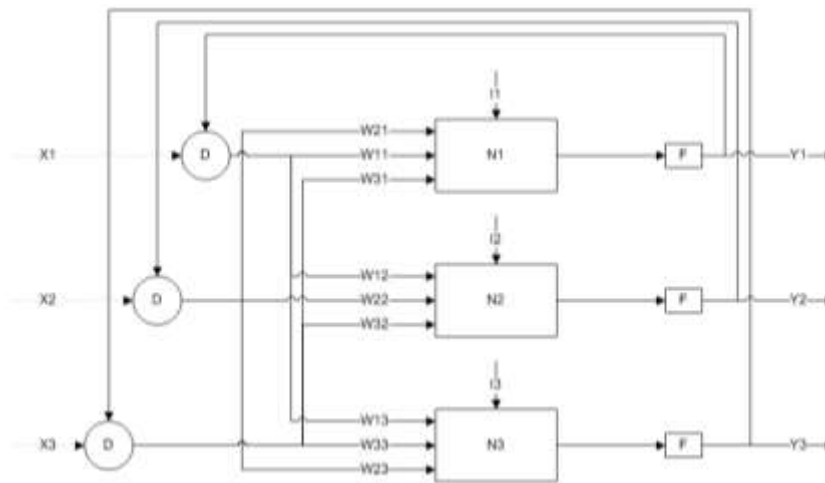 I1
W21
X1 D W11 N1 F Y1
W31
I2
W12
X2 D W22 N2 F Y2
W32
I3
W13
X3 D W33 N3 F Y3
W23